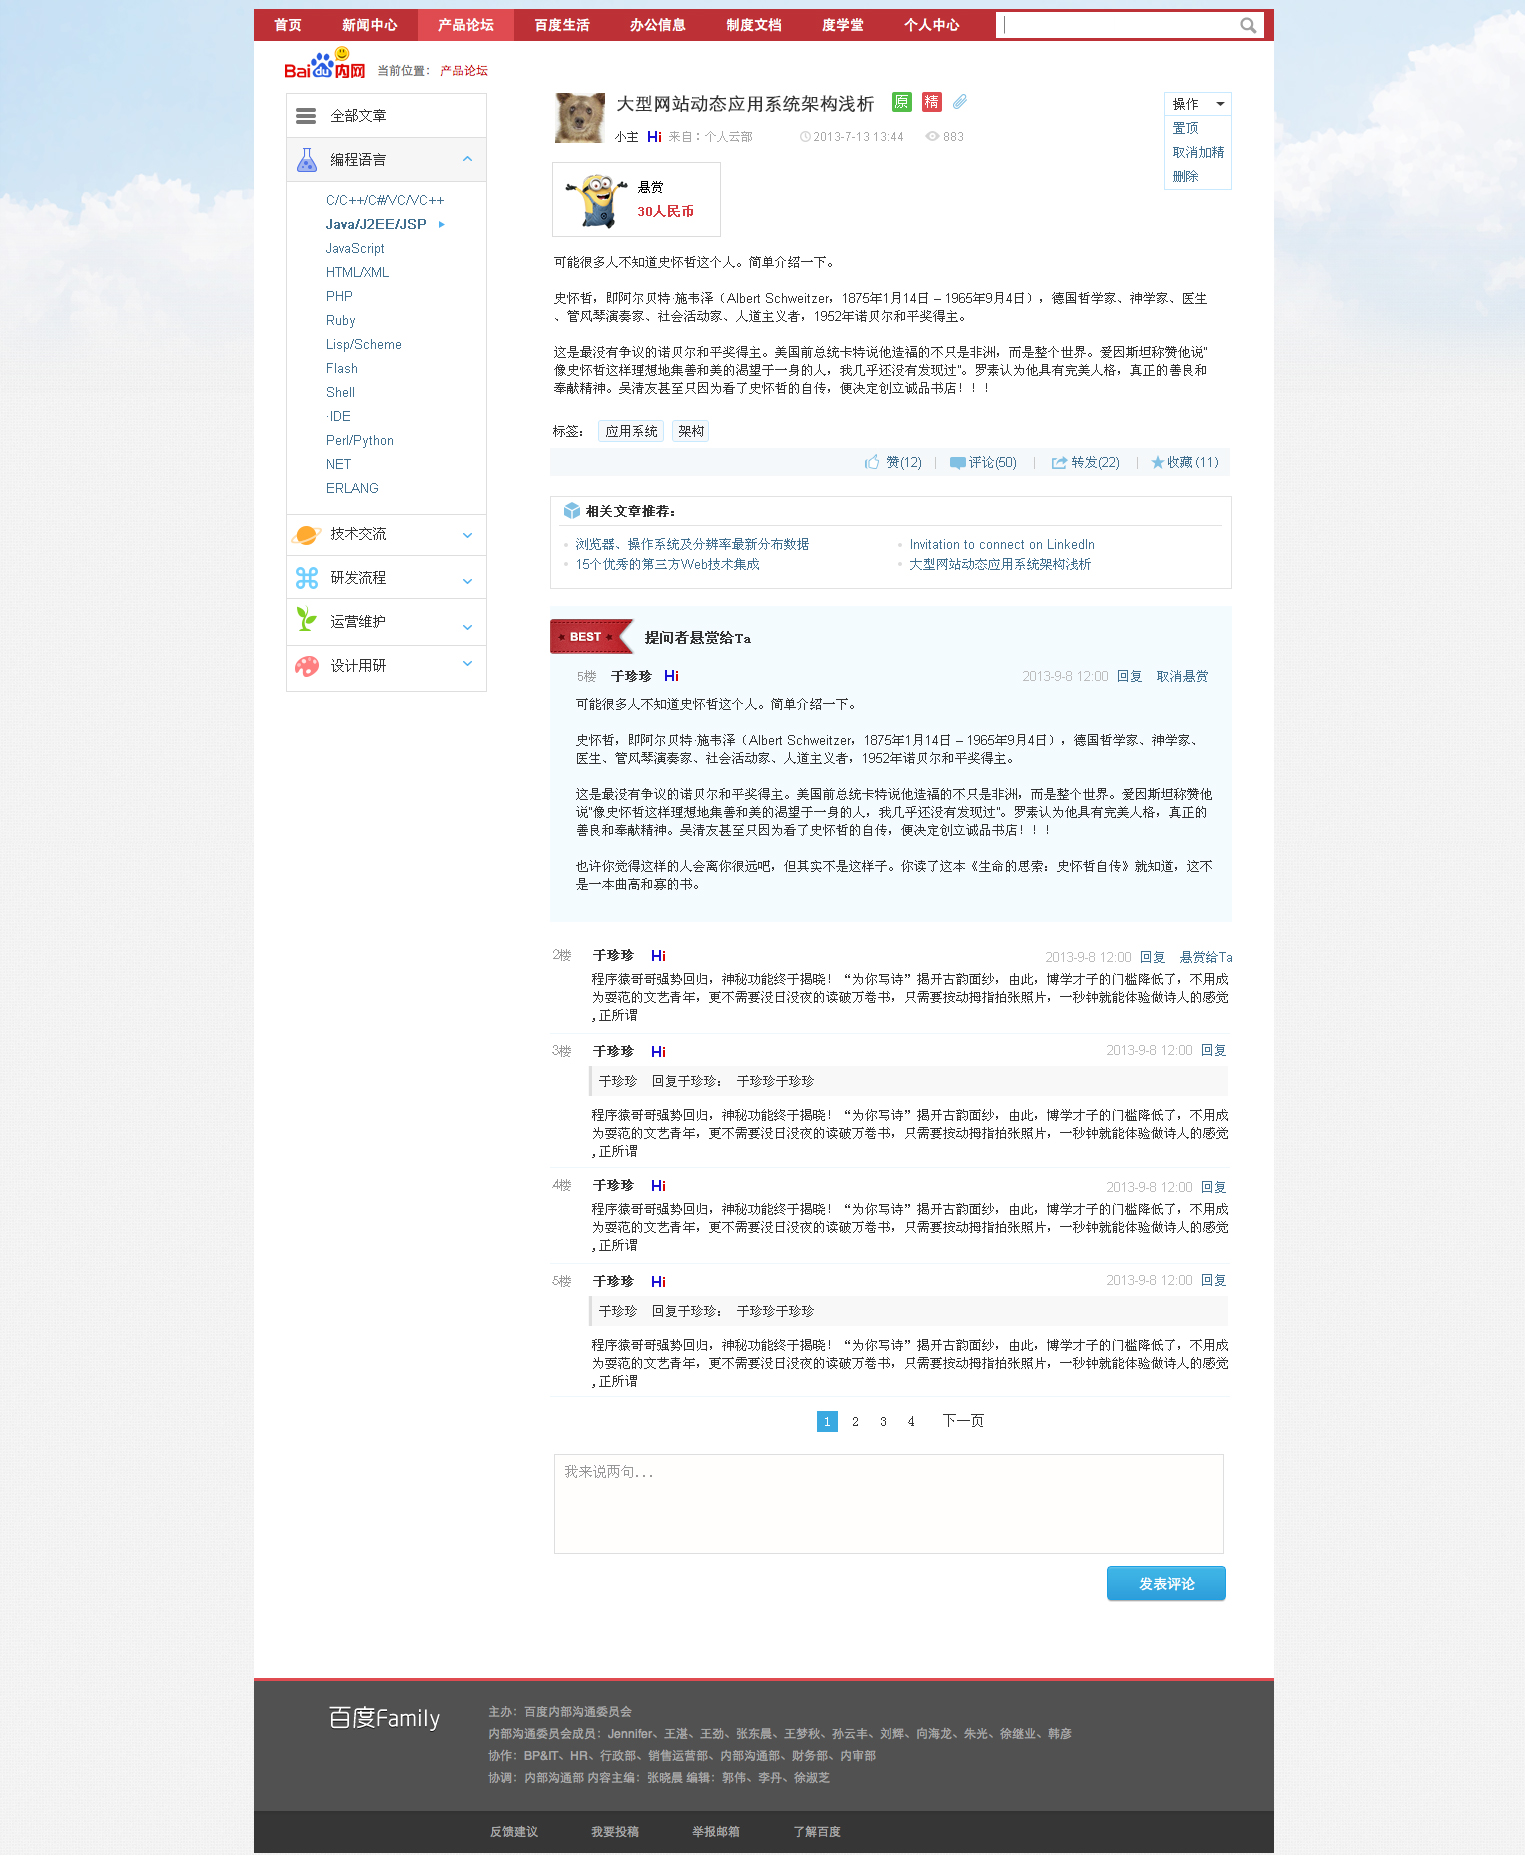 首页 新闻中心 产品论坛 百度生活 办公信息 制度文档 度学堂 个人中心
Bai du 内网 当前位置： 产品论坛
全部文章
编程语言
C/C++/C#/VC/VC++
Java/J2EE/JSP
JavaScript
HTML/XML
PHP
Ruby
Lisp/Scheme
Flash
Shell
·IDE
Perl/Python
NET
ERLANG
技术交流
研发流程
运营维护
设计用研
大型网站动态应用系统架构浅析 原 精
小主 Hi 来自：个人云部 2013-7-13 13:44 883
操作
置顶
取消加精
删除
悬赏
30人民币
可能很多人不知道史怀哲这个人。简单介绍一下。
史怀哲，即阿尔贝特·施韦泽（Albert Schweitzer，1875年1月14日 – 1965年9月4日），德国哲学家、神学家、医生
、管风琴演奏家、社会活动家、人道主义者，1952年诺贝尔和平奖得主。
这是最没有争议的诺贝尔和平奖得主。美国前总统卡特说他造福的不只是非洲，而是整个世界。爱因斯坦称赞他说"
像史怀哲这样理想地集善和美的渴望于一身的人，我几乎还没有发现过"。罗素认为他具有完美人格，真正的善良和
奉献精神。吴清友甚至只因为看了史怀哲的自传，便决定创立诚品书店！！！
标签： 应用系统 架构
赞(12) 评论(50) 转发(22) 收藏 (11)
相关文章推荐：
浏览器、操作系统及分辨率最新分布数据 Invitation to connect on LinkedIn
15个优秀的第三方Web技术集成 大型网站动态应用系统架构浅析
BEST 提问者悬赏给Ta
5楼 于珍珍 Hi 2013-9-8 12:00 回复 取消悬赏
可能很多人不知道史怀哲这个人。简单介绍一下。
史怀哲，即阿尔贝特·施韦泽（Albert Schweitzer，1875年1月14日 – 1965年9月4日），德国哲学家、神学家、
医生、管风琴演奏家、社会活动家、人道主义者，1952年诺贝尔和平奖得主。
这是最没有争议的诺贝尔和平奖得主。美国前总统卡特说他造福的不只是非洲，而是整个世界。爱因斯坦称赞他
说"像史怀哲这样理想地集善和美的渴望于一身的人，我几乎还没有发现过"。罗素认为他具有完美人格，真正的
善良和奉献精神。吴清友甚至只因为看了史怀哲的自传，便决定创立诚品书店！！！
也许你觉得这样的人会离你很远吧，但其实不是这样子。你读了这本《生命的思索：史怀哲自传》就知道，这不
是一本曲高和寡的书。
2楼 于珍珍 Hi 2013-9-8 12:00 回复 悬赏给Ta
程序猿哥哥强势回归，神秘功能终于揭晓！“为你写诗”揭开古韵面纱，由此，博学才子的门槛降低了，不用成
为耍范的文艺青年，更不需要没日没夜的读破万卷书，只需要按动拇指拍张照片，一秒钟就能体验做诗人的感觉
,正所谓
3楼 于珍珍 Hi 2013-9-8 12:00 回复
于珍珍 回复于珍珍： 于珍珍于珍珍
程序猿哥哥强势回归，神秘功能终于揭晓！“为你写诗”揭开古韵面纱，由此，博学才子的门槛降低了，不用成
为耍范的文艺青年，更不需要没日没夜的读破万卷书，只需要按动拇指拍张照片，一秒钟就能体验做诗人的感觉
,正所谓
4楼 于珍珍 Hi 2013-9-8 12:00 回复
程序猿哥哥强势回归，神秘功能终于揭晓！“为你写诗”揭开古韵面纱，由此，博学才子的门槛降低了，不用成
为耍范的文艺青年，更不需要没日没夜的读破万卷书，只需要按动拇指拍张照片，一秒钟就能体验做诗人的感觉
,正所谓
5楼 于珍珍 Hi 2013-9-8 12:00 回复
于珍珍 回复于珍珍： 于珍珍于珍珍
程序猿哥哥强势回归，神秘功能终于揭晓！“为你写诗”揭开古韵面纱，由此，博学才子的门槛降低了，不用成
为耍范的文艺青年，更不需要没日没夜的读破万卷书，只需要按动拇指拍张照片，一秒钟就能体验做诗人的感觉
,正所谓
1 2 3 4 下一页
我来说两句...
发表评论
百度Family
主办：百度内部沟通委员会
内部沟通委员会成员：Jennifer、王湛、王劲、张东晨、王梦秋、孙云丰、刘辉、向海龙、朱光、徐继业、韩彦
协作：BP&IT、HR、行政部、销售运营部、内部沟通部、财务部、内审部
协调：内部沟通部 内容主编：张晓晨 编辑：郭伟、李丹、徐淑芝
反馈建议 我要投稿 举报邮箱 了解百度